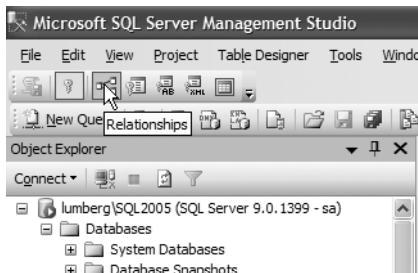 Microsoft SQL Server Management Studio
File Edit View Project Table Designer Tools
New Que Relationships
Object Explorer
Connect
lumberg\SQL2005 (SQL Server 9.0.1399 - sa)
Databases
System Databases
Database Snapshots